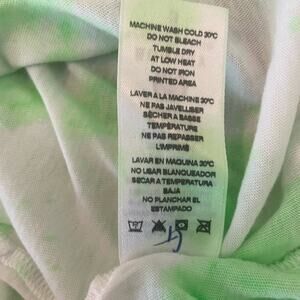 MACHINE WASH COLD 30°C
DO NOT BLEACH
TUMBLE DRY
AT LOW HEAT
DO NOT IRON
PRINTED AREA
LAVER A LA MACHINE 30°C
NE PAS JAVELLISER
SÈCHER A BASSE
TEMPÉRATURE
NE PAS REPASSER
L'IMPRIMÉ
LAVAR EN MAQUINA 30°C
NO USAR BLANQUEADOR
SECAR A TEMPERATURA
BAJA
NO PLANCHAR EL
ESTAMPADO